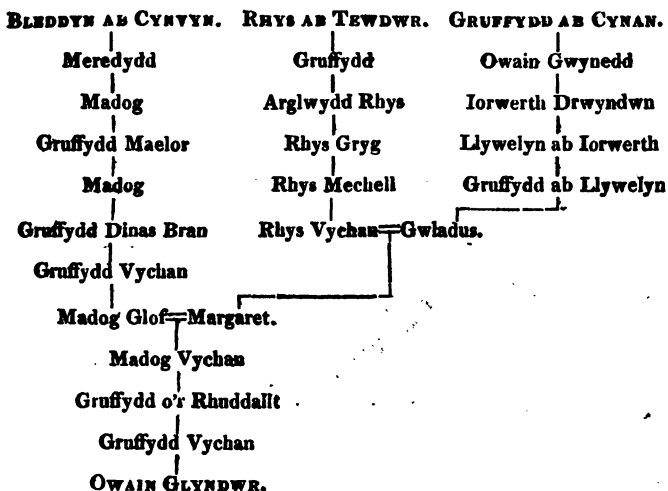 BLEDDYN AB CYNVYN. RHYS AB TEWDWR. GRUFFYDD AB CYNAN.
Meredydd Gruffydd Owain Gwynedd
Madog Arglwydd Rhys Iorwerth Drwyndwn
Gruffydd Maelor Rhys Gryg Llywelyn ab Iorwerth
Madog Rhys Mechell Gruffydd ab Llywelyn
Gruffydd Dinas Bran Rhys Vychan=Gwladus.
Gruffydd Vychan
Madog Glof=Margaret.
Madog Vychan
Gruffydd o'r Rhuddallt
Gruffydd Vychan
OWAIN GLYNDWR.